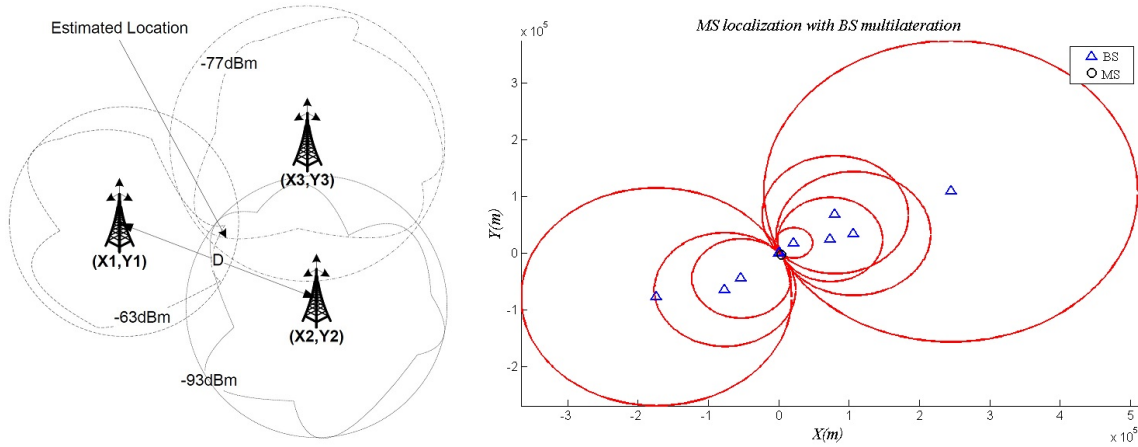 Estimated Location
-77dBm
(X3,Y3)
(X1,Y1)
D
-63dBm
(X2,Y2)
-93dBm
MS localization with BS multilateration
x 10^5
BS
MS
3
2
1
0
-1
-2
Y(m)
-3
-2
-1
0
1
2
3
4
5
X(m)
x 10^5